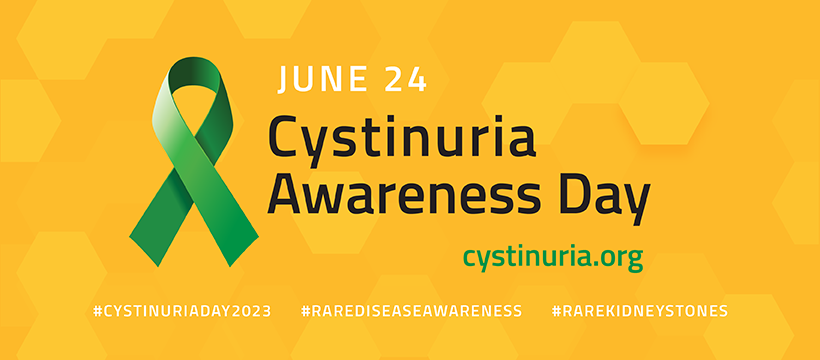 JUNE 24
Cystinuria
Awareness Day
cystinuria.org
#CYSTINURIADAY2023 #RAREDISEASEAWARENESS #RAREKIDNEYSTONES